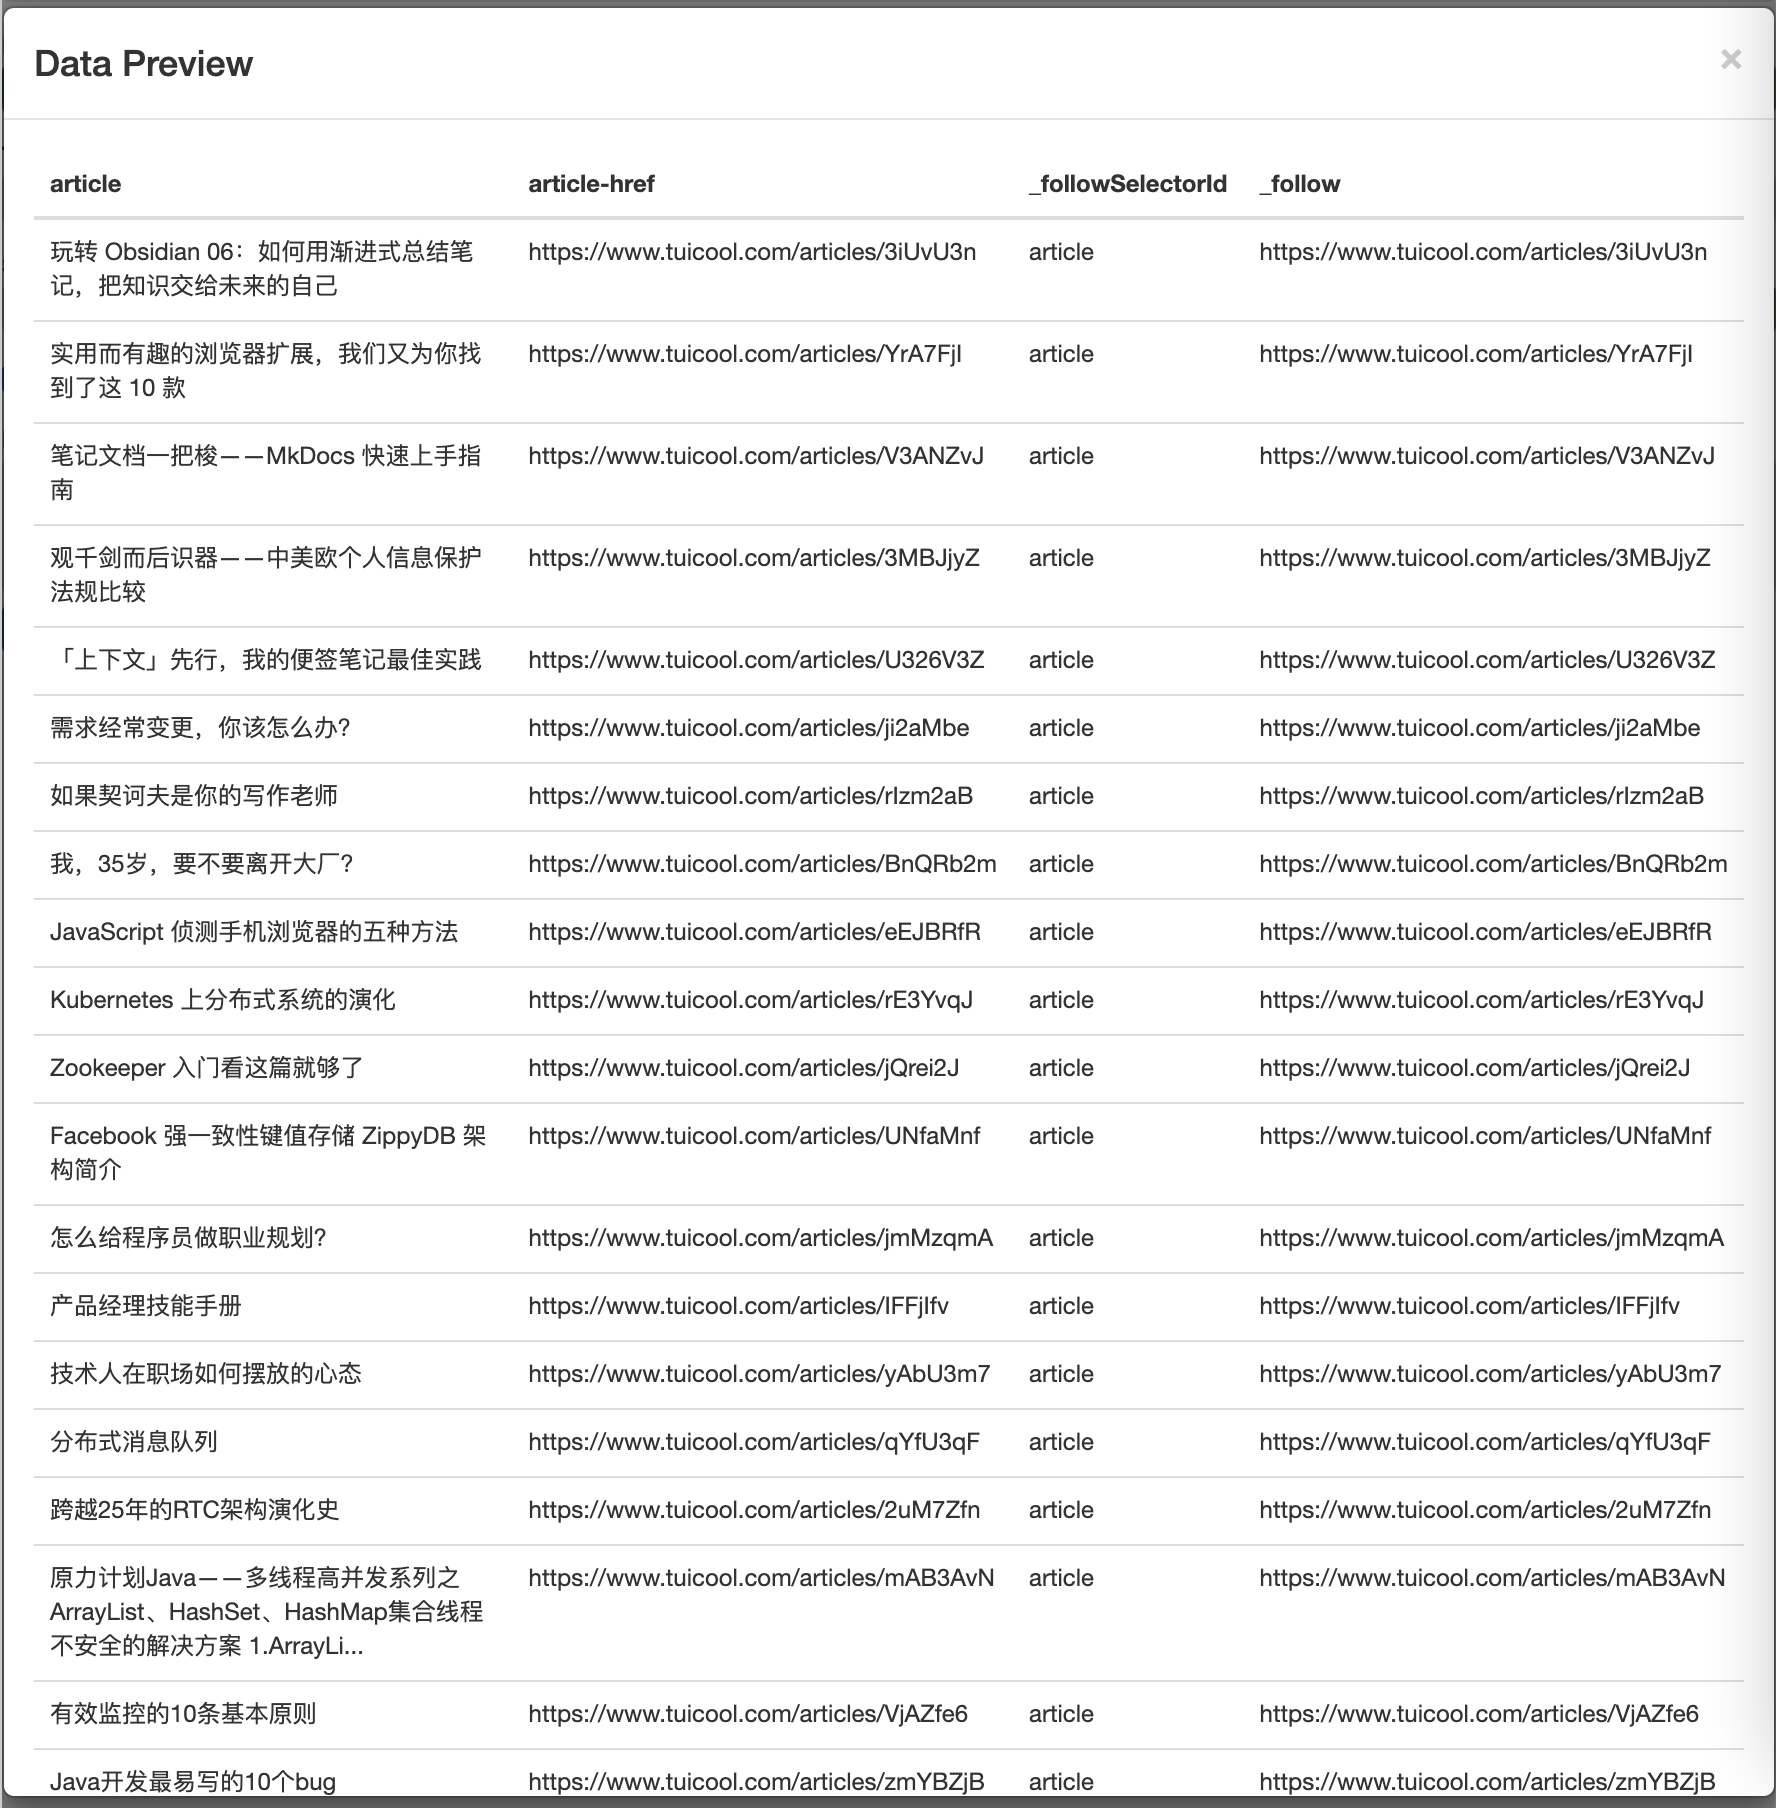 Data Preview
×
article article-href _followSelectorId _follow
玩转 Obsidian 06：如何用渐进式总结笔 https://www.tuicool.com/articles/3iUvU3n article https://www.tuicool.com/articles/3iUvU3n
记，把知识交给未来的自己
实用而有趣的浏览器扩展，我们又为你找 https://www.tuicool.com/articles/YrA7FjI article https://www.tuicool.com/articles/YrA7FjI
到了这 10 款
笔记文档一把梭——MkDocs 快速上手指 https://www.tuicool.com/articles/V3ANZvJ article https://www.tuicool.com/articles/V3ANZvJ
南
观千剑而后识器——中美欧个人信息保护 https://www.tuicool.com/articles/3MBJjyZ article https://www.tuicool.com/articles/3MBJjyZ
法规比较
「上下文」先行，我的便签笔记最佳实践 https://www.tuicool.com/articles/U326V3Z article https://www.tuicool.com/articles/U326V3Z
需求经常变更，你该怎么办？ https://www.tuicool.com/articles/ji2aMbe article https://www.tuicool.com/articles/ji2aMbe
如果契诃夫是你的写作老师 https://www.tuicool.com/articles/rIzm2aB article https://www.tuicool.com/articles/rIzm2aB
我，35岁，要不要离开大厂？ https://www.tuicool.com/articles/BnQRb2m article https://www.tuicool.com/articles/BnQRb2m
JavaScript 侦测手机浏览器的五种方法 https://www.tuicool.com/articles/eEJBRfR article https://www.tuicool.com/articles/eEJBRfR
Kubernetes 上分布式系统的演化 https://www.tuicool.com/articles/rE3YvqJ article https://www.tuicool.com/articles/rE3YvqJ
Zookeeper 入门看这篇就够了 https://www.tuicool.com/articles/jQrei2J article https://www.tuicool.com/articles/jQrei2J
Facebook 强一致性键值存储 ZippyDB 架 https://www.tuicool.com/articles/UNfaMnf article https://www.tuicool.com/articles/UNfaMnf
构简介
怎么给程序员做职业规划？ https://www.tuicool.com/articles/jmMzqmA article https://www.tuicool.com/articles/jmMzqmA
产品经理技能手册 https://www.tuicool.com/articles/IFFjIfv article https://www.tuicool.com/articles/IFFjIfv
技术人在职场如何摆放的心态 https://www.tuicool.com/articles/yAbU3m7 article https://www.tuicool.com/articles/yAbU3m7
分布式消息队列 https://www.tuicool.com/articles/qYfU3qF article https://www.tuicool.com/articles/qYfU3qF
跨越25年的RTC架构演化史 https://www.tuicool.com/articles/2uM7Zfn article https://www.tuicool.com/articles/2uM7Zfn
原力计划Java——多线程高并发系列之 https://www.tuicool.com/articles/mAB3AvN article https://www.tuicool.com/articles/mAB3AvN
ArrayList、HashSet、HashMap集合线程
不安全的解决方案 1.ArrayLi...
有效监控的10条基本原则 https://www.tuicool.com/articles/VjAZfe6 article https://www.tuicool.com/articles/VjAZfe6
Java开发最易写的10个bug https://www.tuicool.com/articles/zmYBZjB article https://www.tuicool.com/articles/zmYBZjB